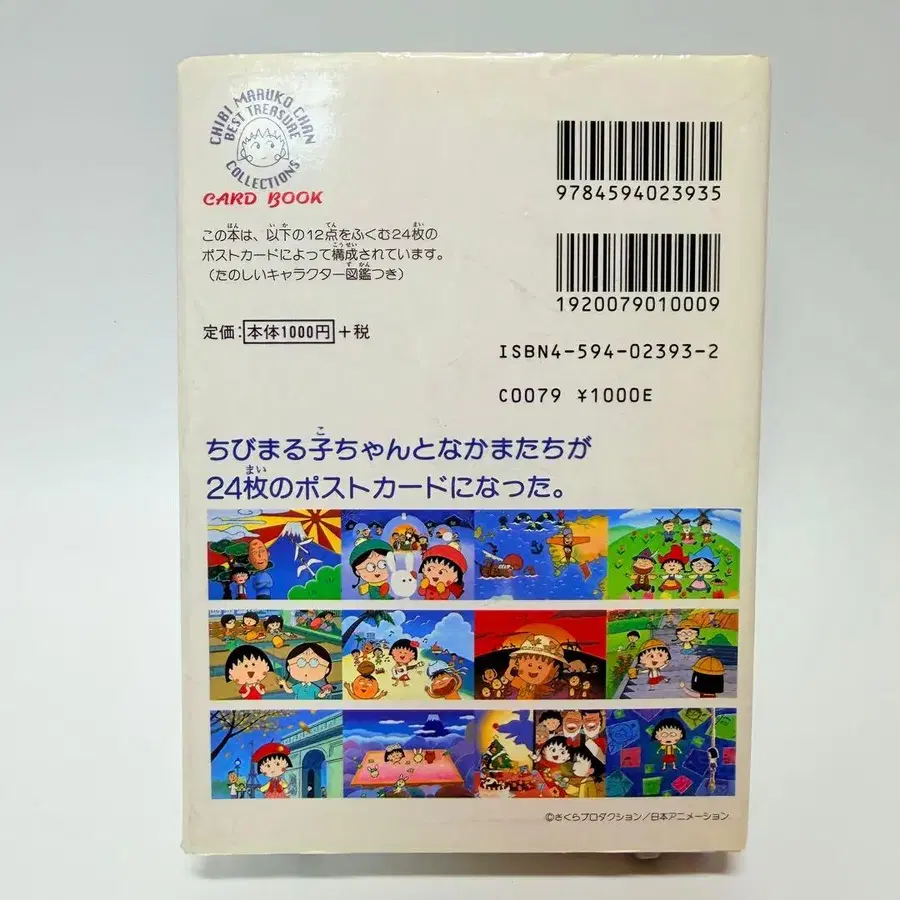 CHIBI MARUKO CHAN
BEST TREASURE
COLLECTIONS
CARD BOOK
この本は、以下の12点をふくむ24枚の
ポストカードによって構成されています。
(たのしいキャラクター図鑑つき)
定価:本体1000円+税
9784594023935
1920079010009
ISBN4-594-02393-2
C0079 ¥1000E
ちびまる子ちゃんとなかまたちが
24枚のポストカードになった。
©さくらプロダクション/日本アニメーション